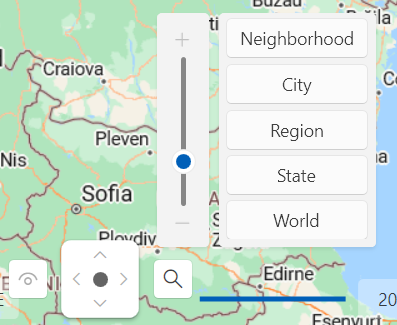 Neighborhood
Craiova
City
Region
Pleven
Nis
State
Sofia
World
Plovdiv
Edirne
20
Esenyurt